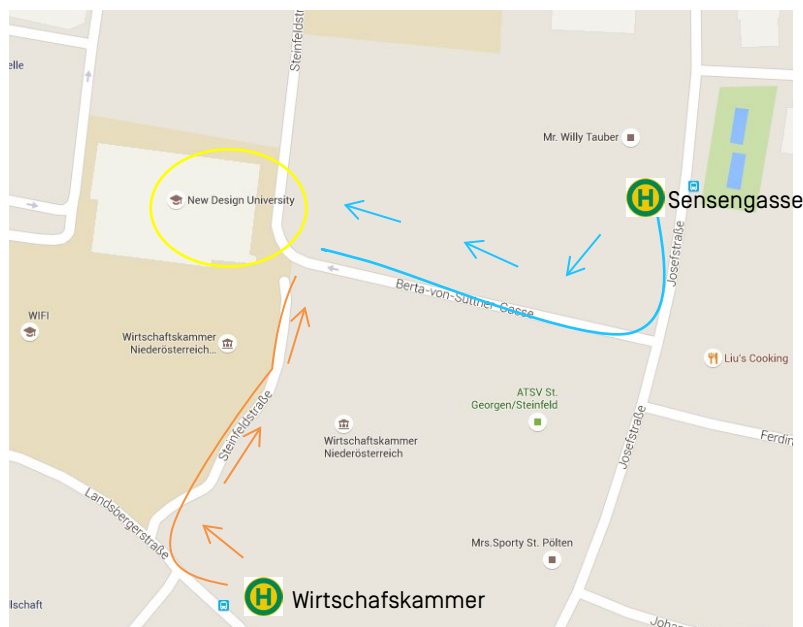 Steinfeldstr
elle
Mr. Willy Tauber
New Design University
H
Sensengasse
Josefstraße
Berta-von-Suttner-Gasse
WIFI
Wirtschaftskammer
Niederösterreich...
Liu's Cooking
ATSV St.
Georgen/Steinfeld
Steinfeldstraße
Wirtschaftskammer
Niederösterreich
Josefstraße
Ferdin
Landsbergerstraße
Mrs.Sporty St. Pölten
llschaft
H
Wirtschafskammer
Joha